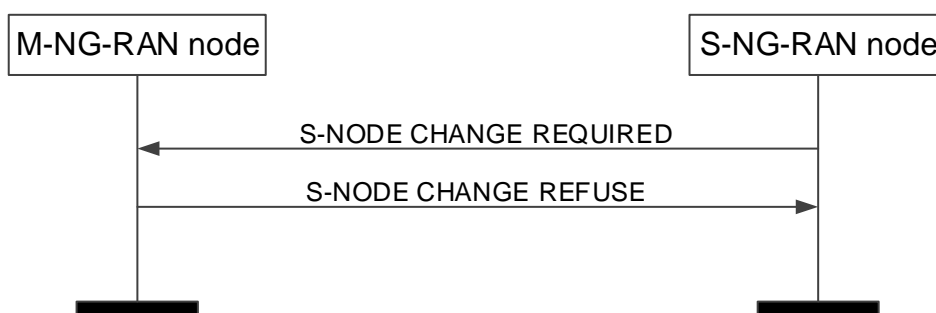 M-NG-RAN node
S-NG-RAN node
S-NODE CHANGE REQUIRED
S-NODE CHANGE REFUSE